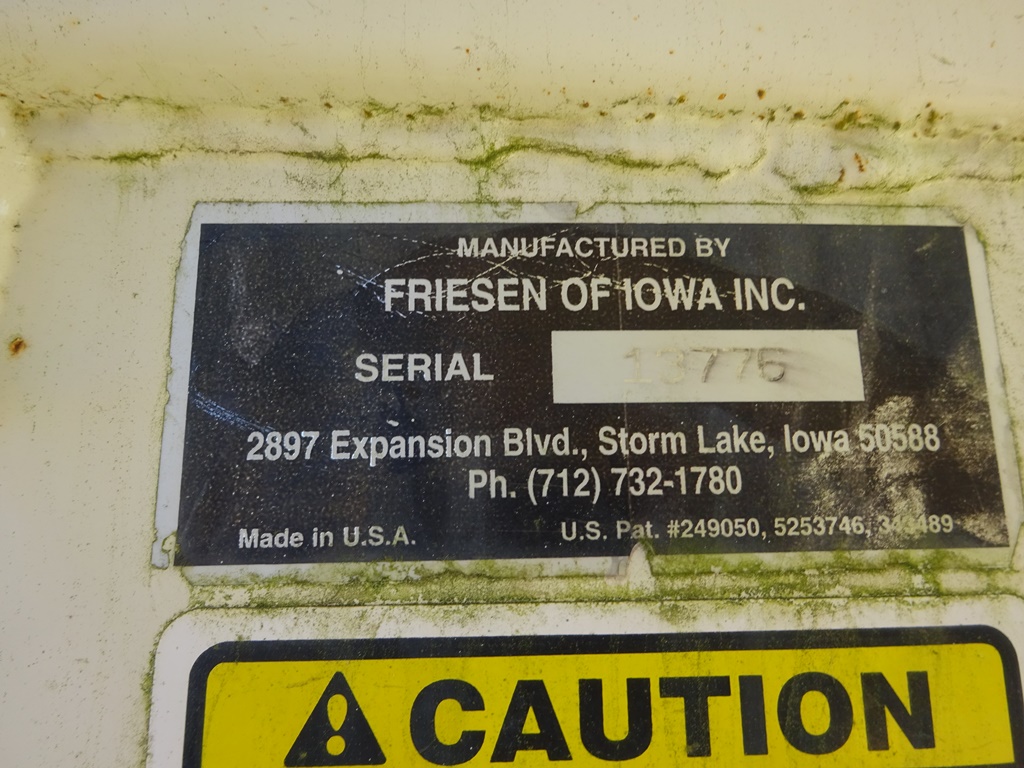 MANUFACTURED BY
FRIESEN OF IOWA INC.
SERIAL 13776
2897 Expansion Blvd., Storm Lake, Iowa 50588
Ph. (712) 732-1780
Made in U.S.A. U.S. Pat. #249050, 5253746,
CAUTION